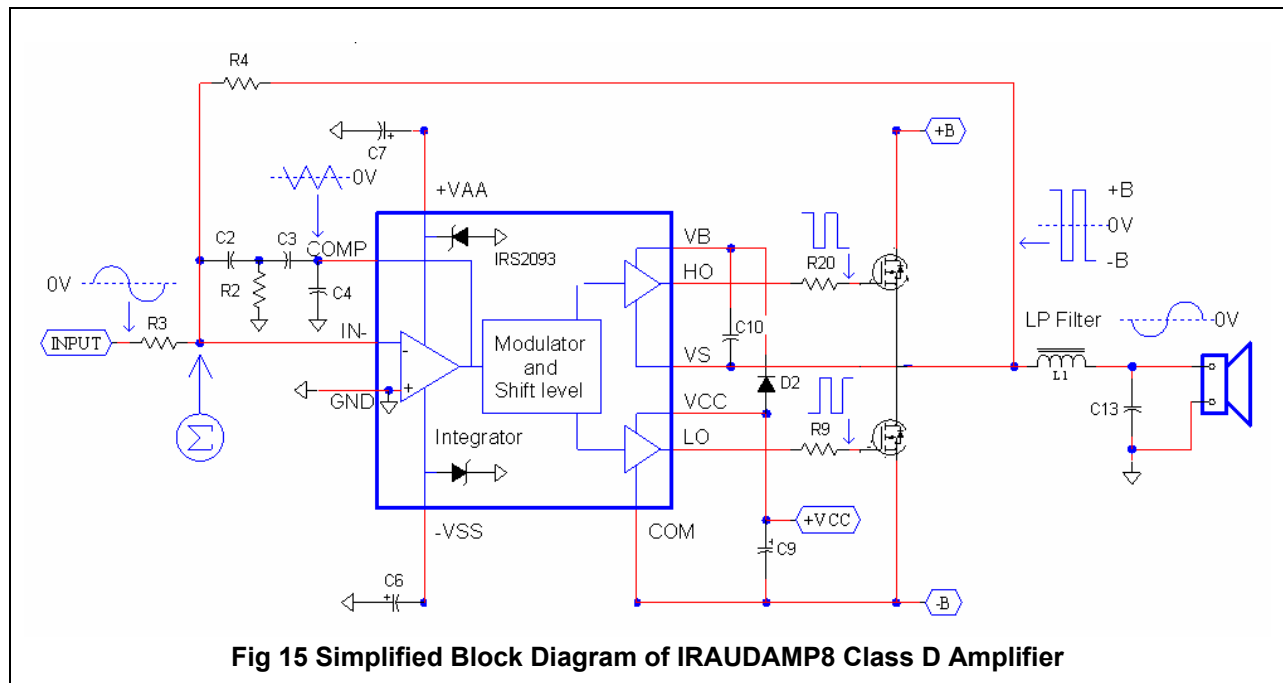 R4
C7
+B
0V
+VAA
+B
0V
-B
C2
C3
COMP
IRS2093
VB
HO
R20
0V
R2
C4
LP Filter
0V
INPUT
R3
IN-
-
+
Modulator
and
Shift level
C10
VS
L1
GND
D2
VCC
C13
Σ
Integrator
LO
R9
-VSS
COM
+VCC
C9
C6
+
-B
Fig 15 Simplified Block Diagram of IRAUDAMP8 Class D Amplifier